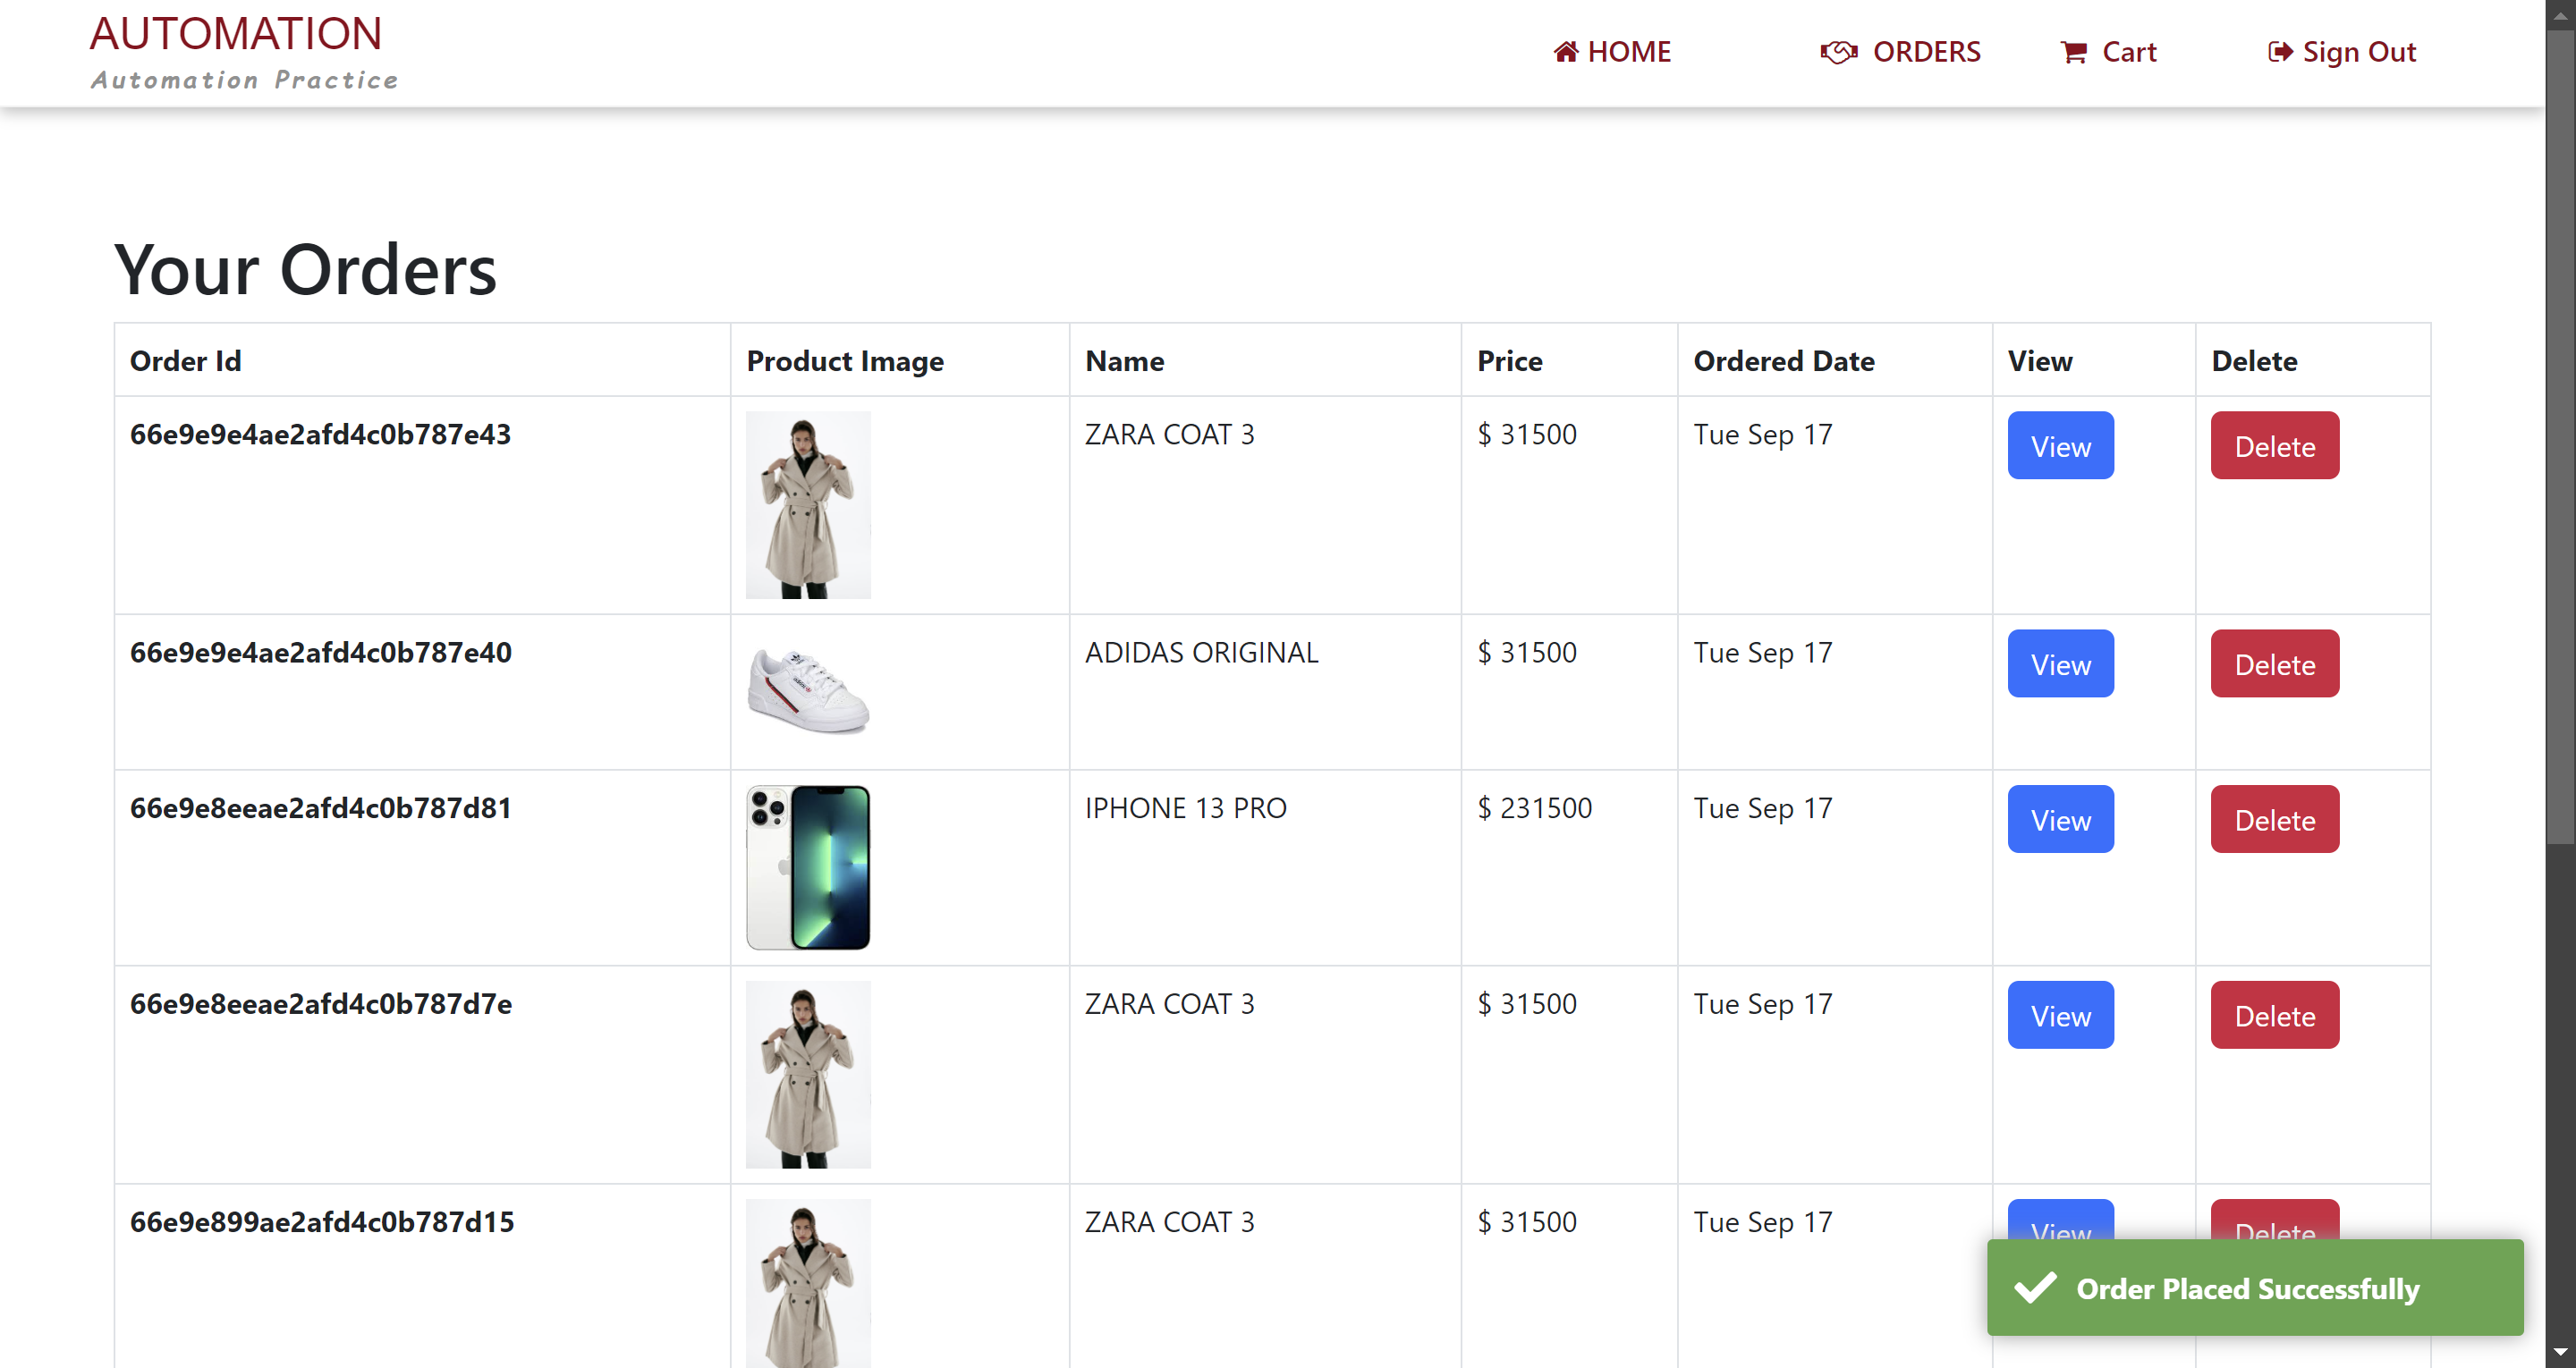 AUTOMATION
Automation Practice
HOME ORDERS Cart Sign Out
Your Orders
Order Id Product Image Name Price Ordered Date View Delete
66e9e9e4ae2afd4c0b787e43 ZARA COAT 3 $ 31500 Tue Sep 17 View Delete
66e9e9e4ae2afd4c0b787e40 ADIDAS ORIGINAL $ 31500 Tue Sep 17 View Delete
66e9e8eeae2afd4c0b787d81 IPHONE 13 PRO $ 231500 Tue Sep 17 View Delete
66e9e8eeae2afd4c0b787d7e ZARA COAT 3 $ 31500 Tue Sep 17 View Delete
66e9e899ae2afd4c0b787d15 ZARA COAT 3 $ 31500 Tue Sep 17 View Delete
Order Placed Successfully